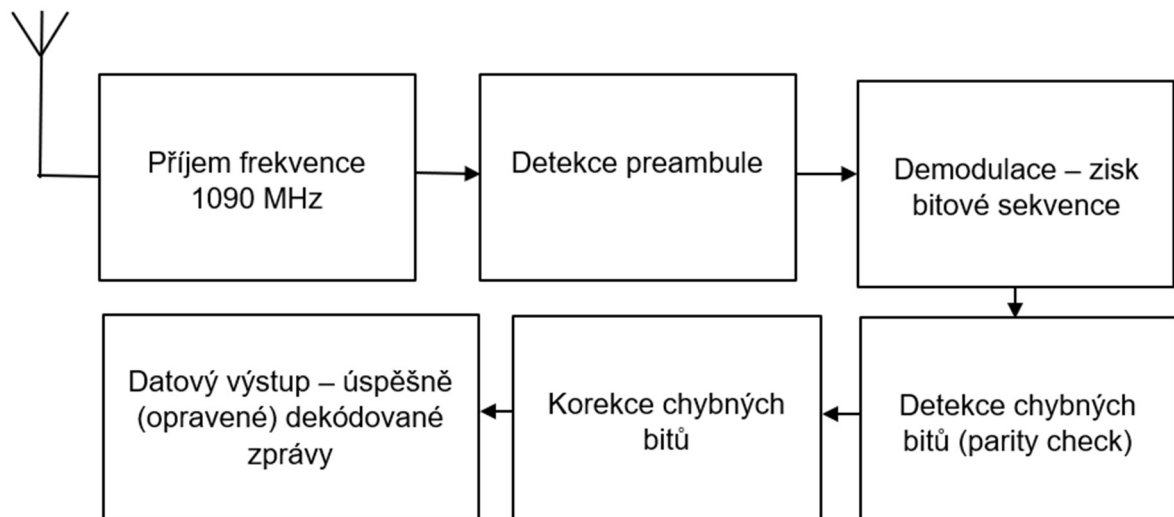 Příjem frekvence
1090 MHz
Detekce preambule
Demodulace – zisk
bitové sekvence
Detekce chybných
bitů (parity check)
Korekce chybných
bitů
Datový výstup – úspěšně
(opravené) dekódované
zprávy